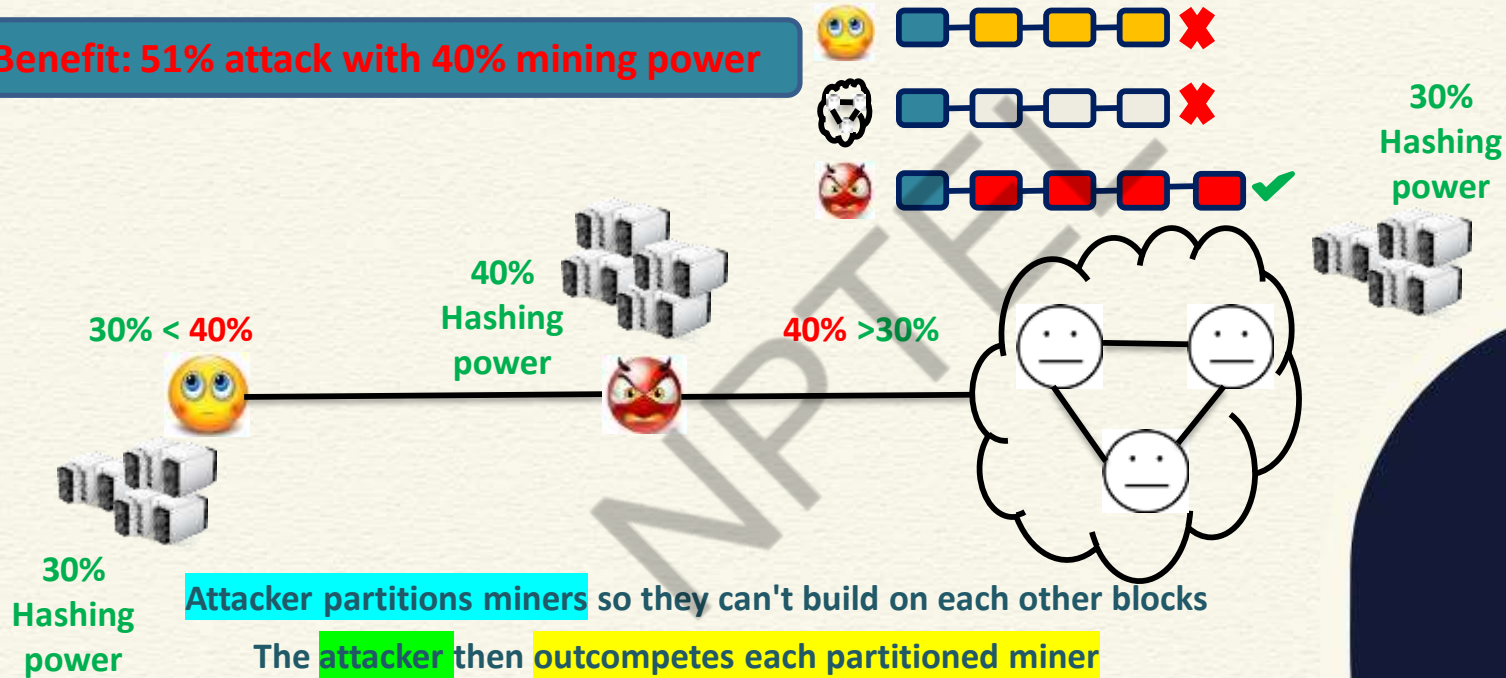 Benefit: 51% attack with 40% mining power
30%
Hashing
power
40%
Hashing
power
30% < 40%
40% >30%
30%
Hashing
power
Attacker partitions miners so they can't build on each other blocks
The attacker then outcompetes each partitioned miner
NPTEL